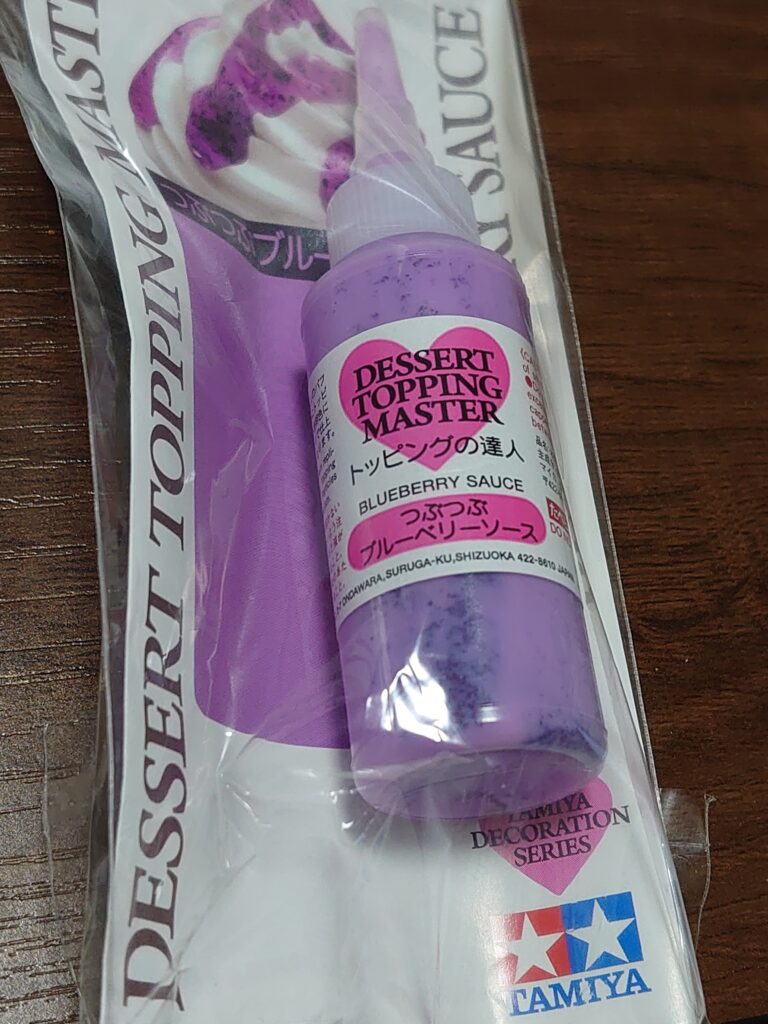 DESSERT TOPPING MAST
RY SAUCE
つぶつぶブルー
DESSERT
TOPPING
MASTER
トッピングの達人
BLUEBERRY SAUCE
つぶつぶ
ブルーベリーソース
ONDAWARA, SURUGA-KU, SHIZUOKA 422-8610 JAPAN
TAMIYA
DECORATION
SERIES
TAMIYA